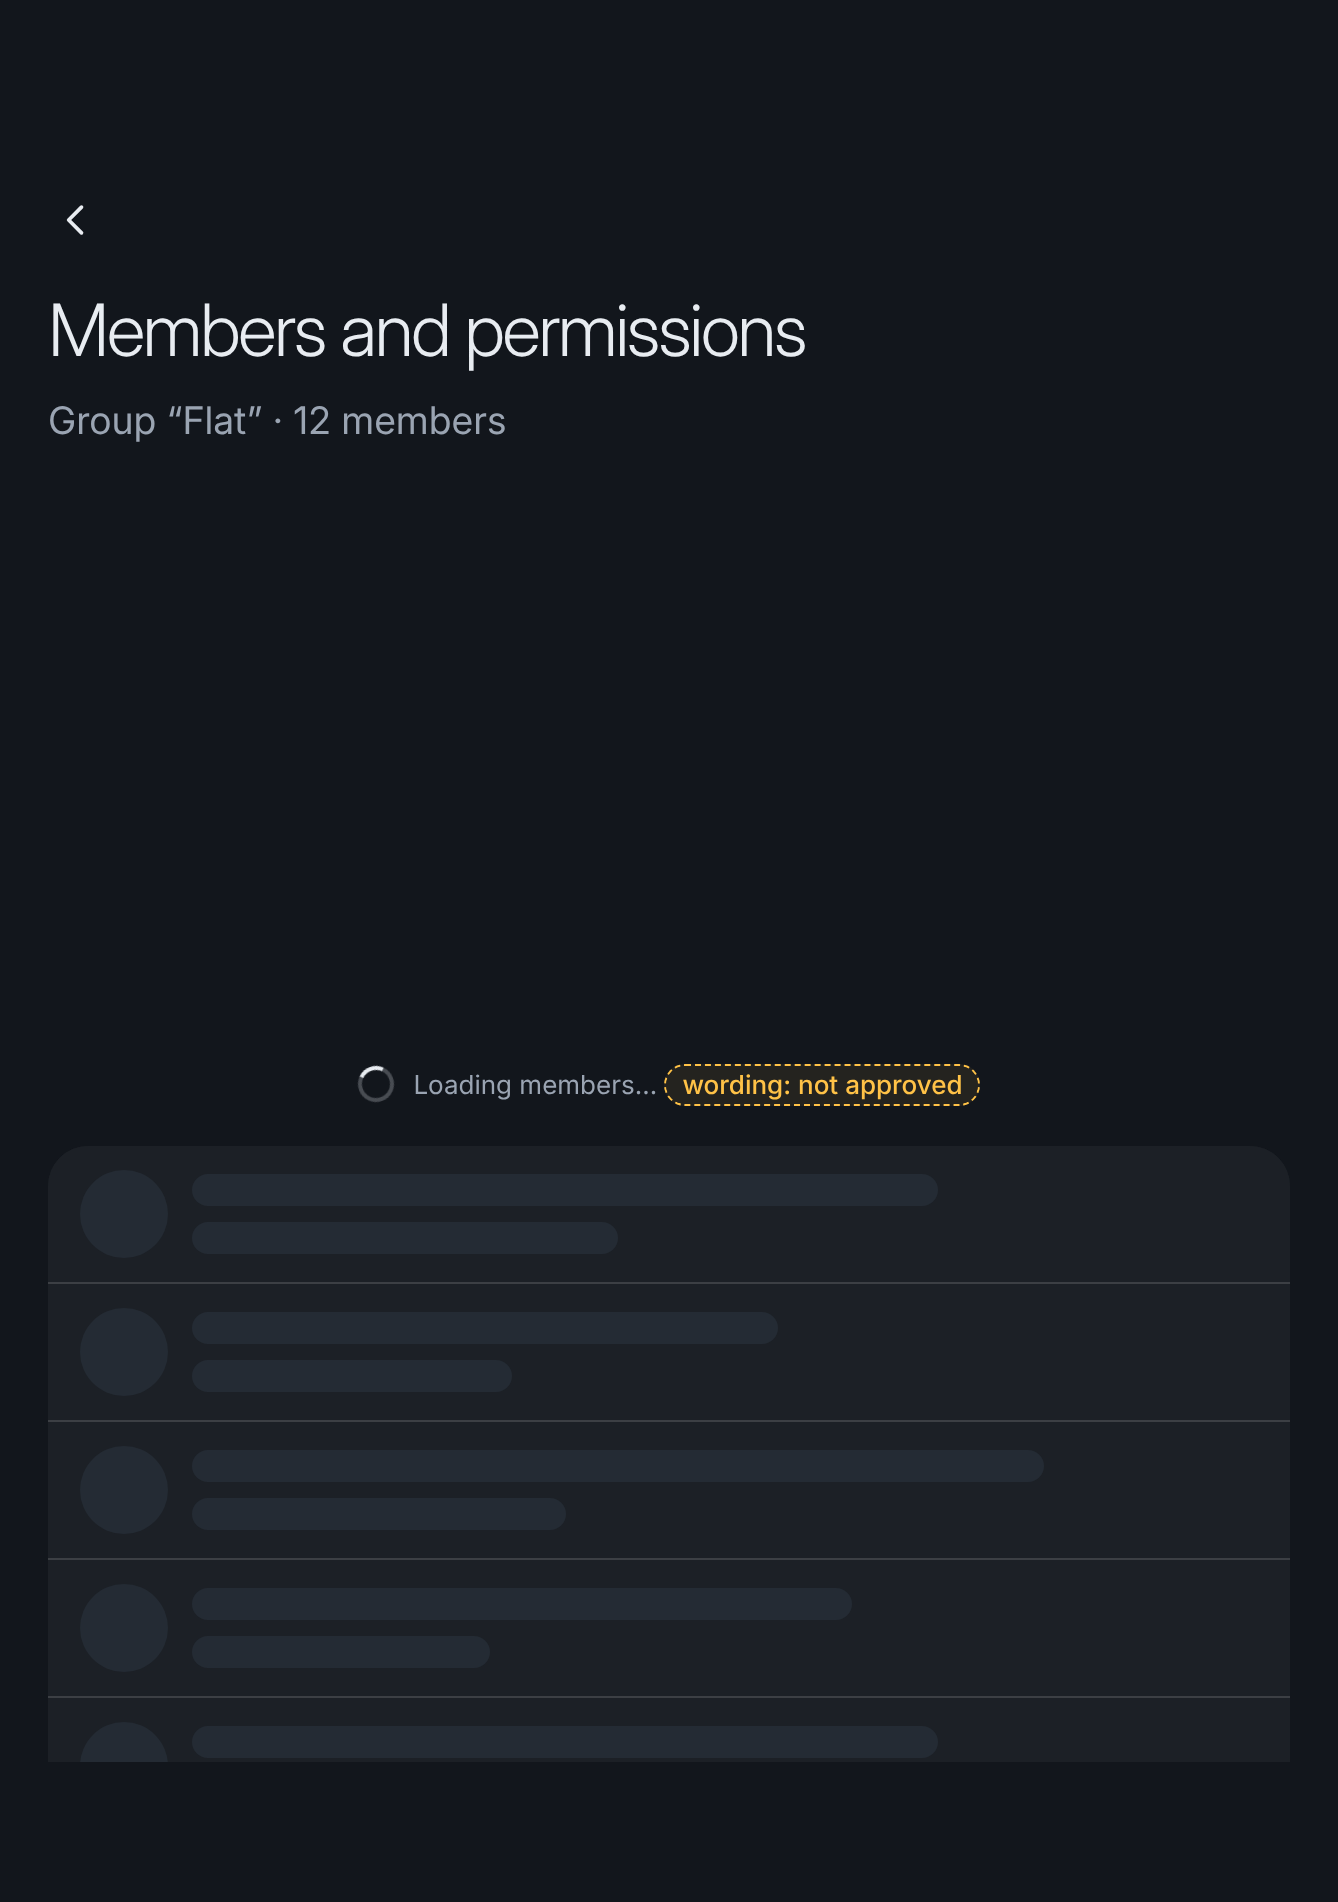 Members and permissions
Group “Flat” · 12 members
Loading members... wording: not approved